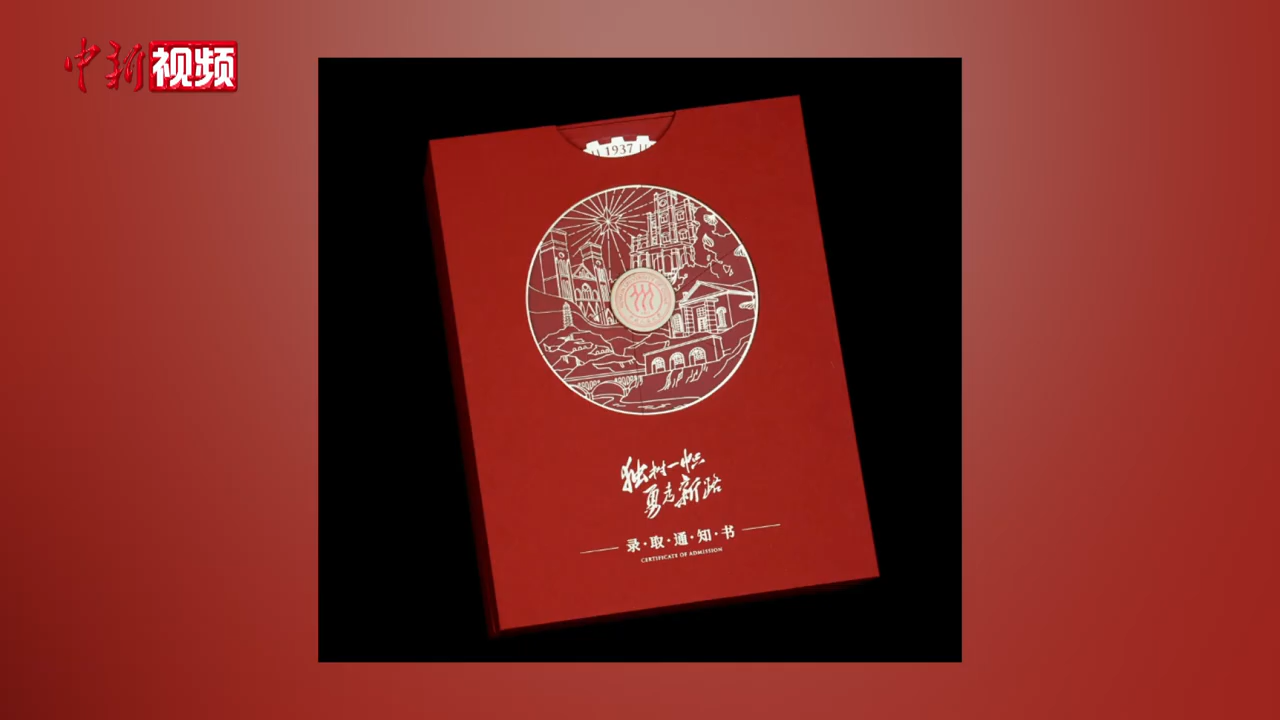 中新视频
1937
独树一帜
勇走新路
录·取·通·知·书
CERTIFICATE OF ADMISSION